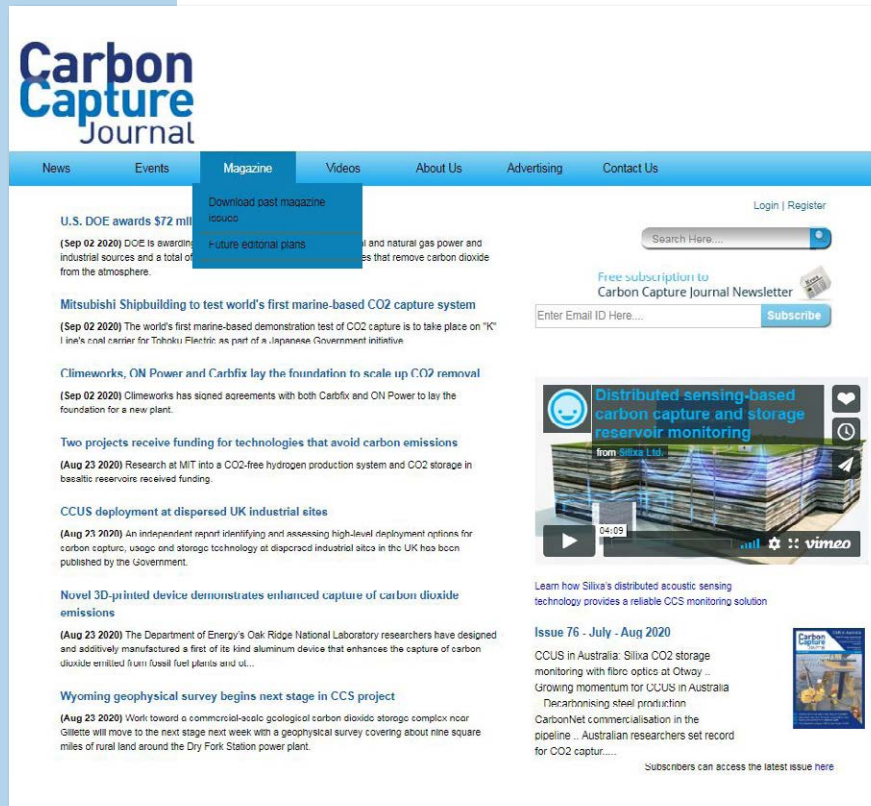 Carbon
Capture
Journal
News Events Magazine Videos About Us Advertising Contact Us
Download past magazine
issues
Future editorial plans
Login | Register
Search Here....
Free subscription to
Carbon Capture Journal Newsletter
Enter Email ID Here....
Subscribe
U.S. DOE awards $72 mil
(Sep 02 2020) DOE is awarding l and natural gas power and
industrial sources and a total of es that remove carbon dioxide
from the atmosphere.
Mitsubishi Shipbuilding to test world's first marine-based CO2 capture system
(Sep 02 2020) The world's first marine-based demonstration test of CO2 capture is to take place on "K"
Line's coal carrier for Tohoku Electric as part of a Japanese Government initiative.
Climeworks, ON Power and Carbfix lay the foundation to scale up CO2 removal
(Sep 02 2020) Climeworks has signed agreements with both Carbfix and ON Power to lay the
foundation for a new plant.
Two projects receive funding for technologies that avoid carbon emissions
(Aug 23 2020) Research at MIT into a CO2-free hydrogen production system and CO2 storage in
basaltic reservoirs received funding.
CCUS deployment at dispersed UK industrial sites
(Aug 23 2020) An independent report identifying and assessing high-level deployment options for
carbon capture, usage and storage technology at dispersed industrial sites in the UK has been
published by the Government.
Novel 3D-printed device demonstrates enhanced capture of carbon dioxide
emissions
(Aug 23 2020) The Department of Energy's Oak Ridge National Laboratory researchers have designed
and additively manufactured a first of its kind aluminum device that enhances the capture of carbon
dioxide emitted from fossil fuel plants and ot...
Wyoming geophysical survey begins next stage in CCS project
(Aug 23 2020) Work toward a commercial-scale geological carbon dioxide storage complex near
Gillette will move to the next stage next week with a geophysical survey covering about nine square
miles of rural land around the Dry Fork Station power plant.
Distributed sensing-based
carbon capture and storage
reservoir monitoring
from Silixa Ltd.
04:09
vimeo
Learn how Silixa's distributed acoustic sensing
technology provides a reliable CCS monitoring solution
Issue 76 - July - Aug 2020
CCUS in Australia: Silixa CO2 storage
monitoring with fibre optics at Otway ..
Growing momentum for CCUS in Australia
.. Decarbonising steel production ..
CarbonNet commercialisation in the
pipeline .. Australian researchers set record
for CO2 captur.....
Carbon
Capture
Journal
Subscribers can access the latest issue here